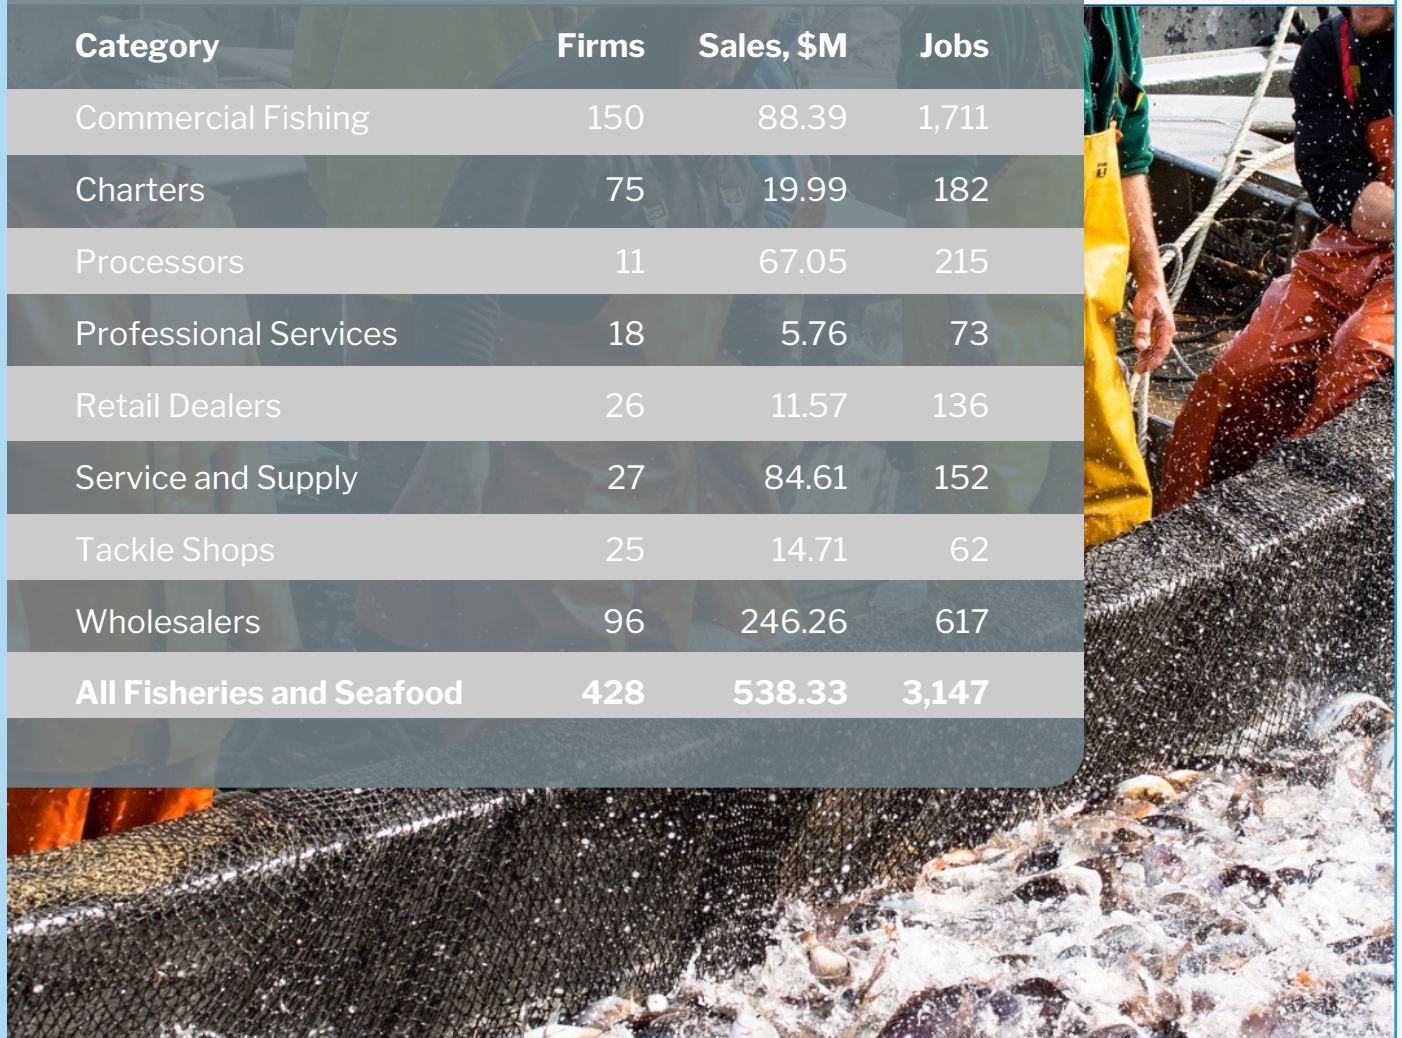 Category Firms Sales, $M Jobs
Commercial Fishing 150 88.39 1,711
Charters 75 19.99 182
Processors 11 67.05 215
Professional Services 18 5.76 73
Retail Dealers 26 11.57 136
Service and Supply 27 84.61 152
Tackle Shops 25 14.71 62
Wholesalers 96 246.26 617
All Fisheries and Seafood 428 538.33 3,147